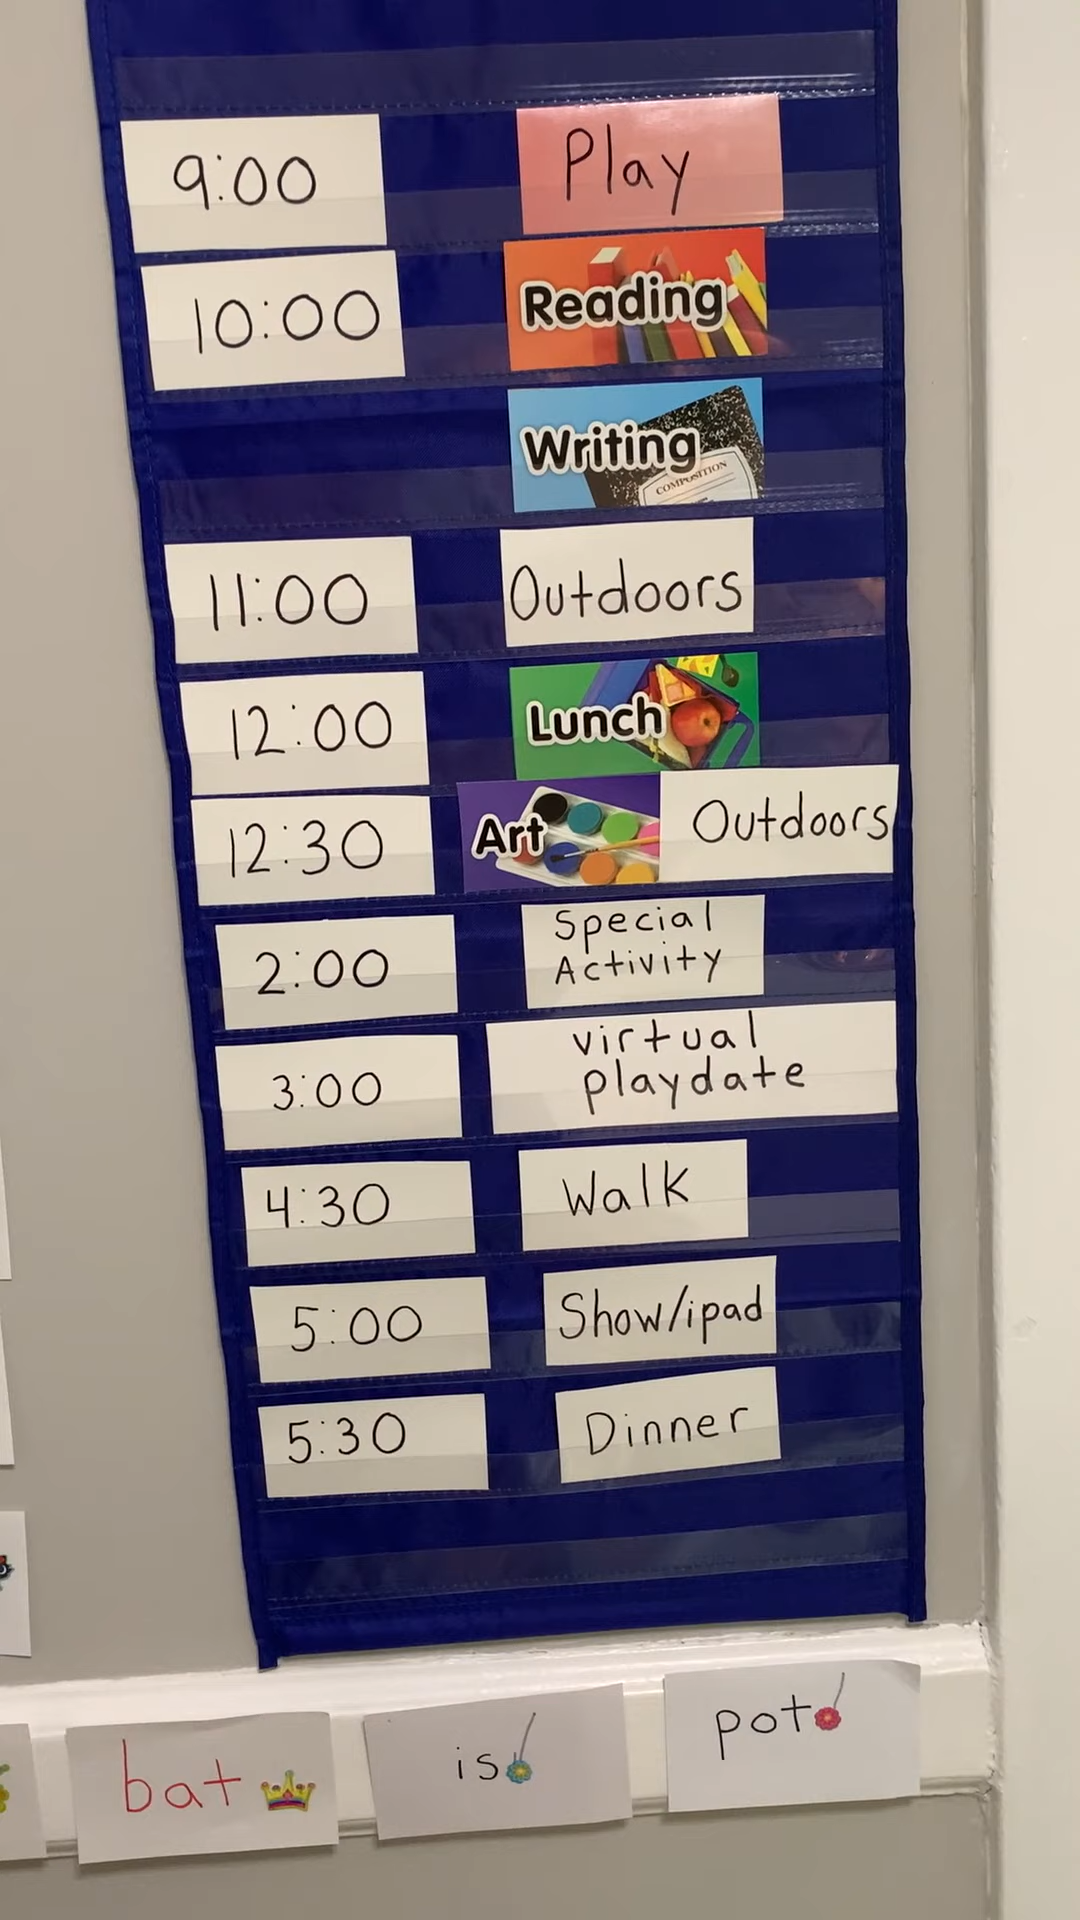 9:00 Play
10:00 Reading
Writing
COMPOSITION
11:00 Outdoors
12:00 Lunch
12:30 Art Outdoors
2:00 Special
Activity
3:00 virtual
playdate
4:30 Walk
5:00 Show/ipad
5:30 Dinner
bat is pot